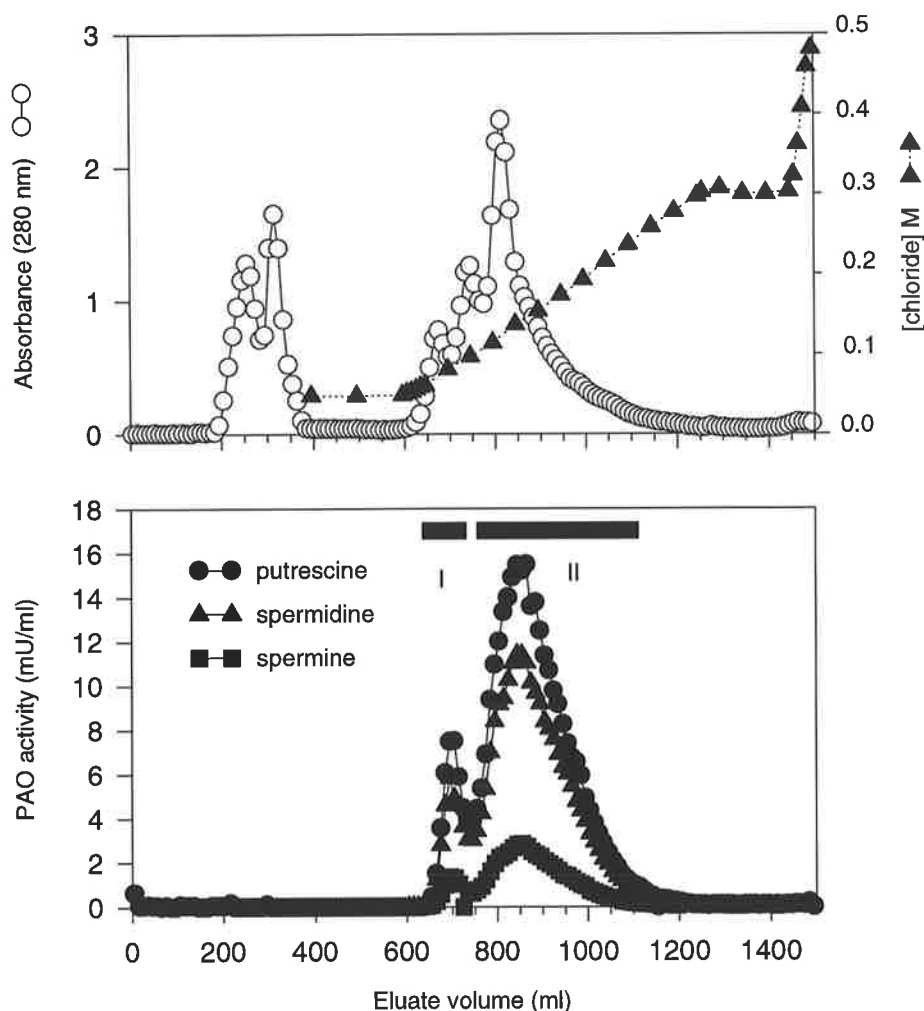 3
2
1
0
Absorbance (280 nm)
0.5
0.4
0.3
0.2
0.1
0.0
[chloride] M
18
16
14
12
10
8
6
4
2
0
PAO activity (mU/ml)
putrescine
spermidine
spermine
I
II
0 200 400 600 800 1000 1200 1400
Eluate volume (ml)